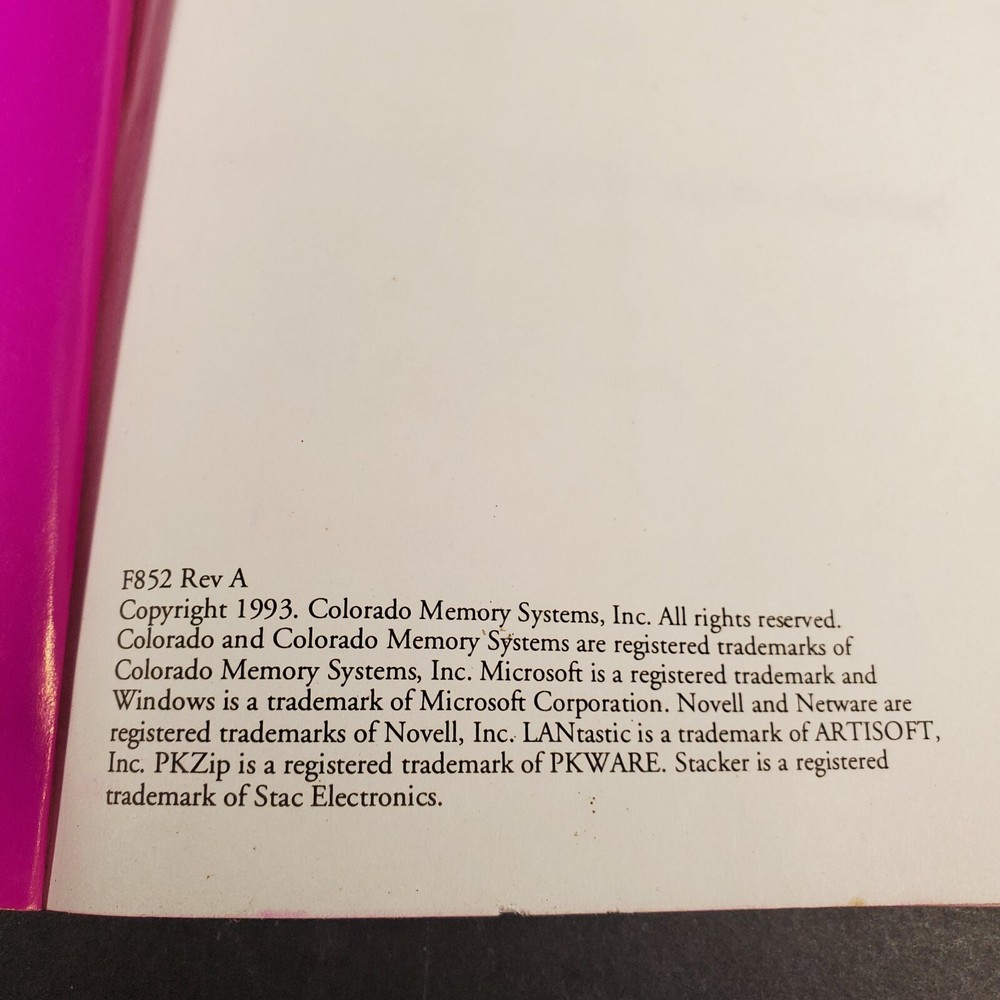 F852 Rev A
Copyright 1993. Colorado Memory Systems, Inc. All rights reserved.
Colorado and Colorado Memory Systems are registered trademarks of
Colorado Memory Systems, Inc. Microsoft is a registered trademark and
Windows is a trademark of Microsoft Corporation. Novell and Netware are
registered trademarks of Novell, Inc. LANtastic is a trademark of ARTISOFT,
Inc. PKZip is a registered trademark of PKWARE. Stacker is a registered
trademark of Stac Electronics.